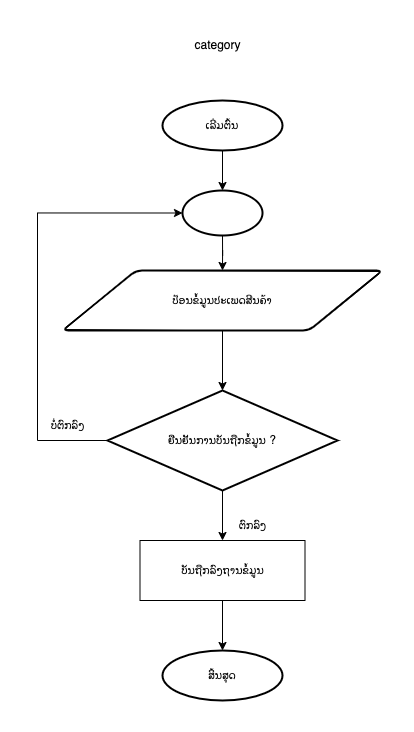 category
ເລີ່ມຕົ້ນ
ປ້ອນຂໍ້ມູນປະເພດສິນຄ້າ
ບໍ່ຕົກລົງ
ຢືນຢັນການບັນຖຶກຂໍ້ມູນ ?
ຕົກລົງ
ບັນຖຶກລົງຖານຂໍ້ມູນ
ສິ້ນສຸດ